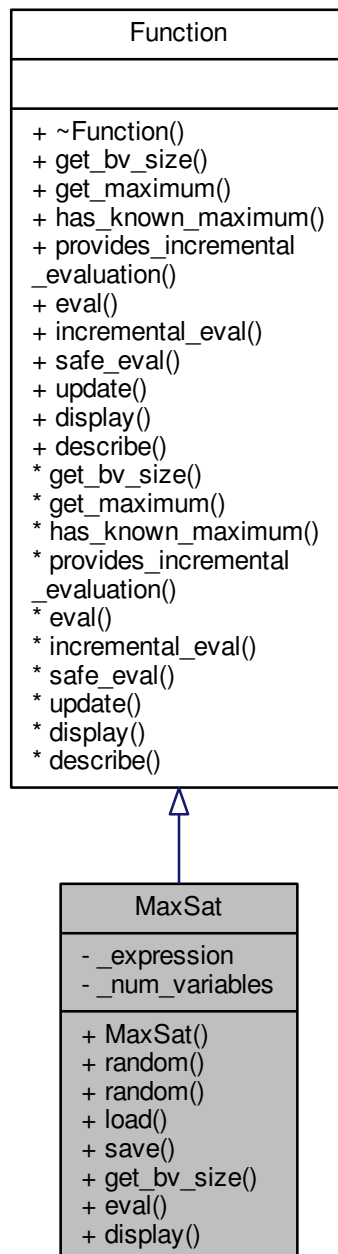 Function
+ ~Function()
+ get_bv_size()
+ get_maximum()
+ has_known_maximum()
+ provides_incremental
_evaluation()
+ eval()
+ incremental_eval()
+ safe_eval()
+ update()
+ display()
+ describe()
* get_bv_size()
* get_maximum()
* has_known_maximum()
* provides_incremental
_evaluation()
* eval()
* incremental_eval()
* safe_eval()
* update()
* display()
* describe()
MaxSat
- _expression
- _num_variables
+ MaxSat()
+ random()
+ random()
+ load()
+ save()
+ get_bv_size()
+ eval()
+ display()